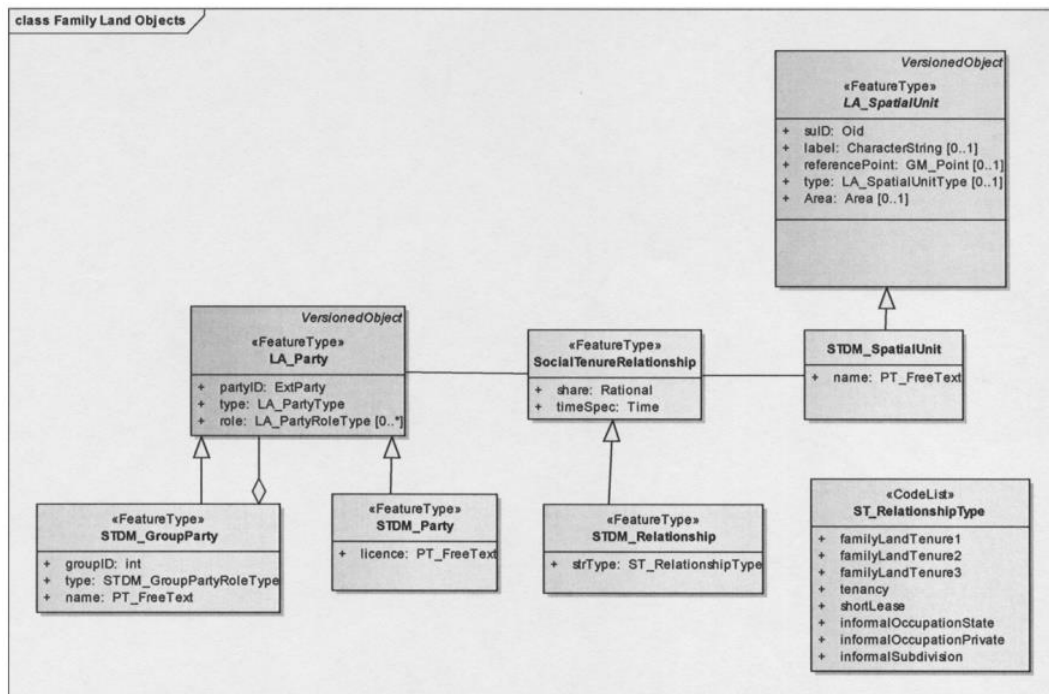 class Family Land Objects
VersionedObject
«FeatureType»
LA_SpatialUnit
+ suID: Oid
+ label: CharacterString [0..1]
+ referencePoint: GM_Point [0..1]
+ type: LA_SpatialUnitType [0..1]
+ Area: Area [0..1]
VersionedObject
«FeatureType»
LA_Party
+ partyID: ExtParty
+ type: LA_PartyType
+ role: LA_PartyRoleType [0..*]
«FeatureType»
SocialTenureRelationship
+ share: Rational
+ timeSpec: Time
STDM_SpatialUnit
+ name: PT_FreeText
«FeatureType»
STDM_GroupParty
+ groupID: int
+ type: STDM_GroupPartyRoleType
+ name: PT_FreeText
«FeatureType»
STDM_Party
+ licence: PT_FreeText
«FeatureType»
STDM_Relationship
+ strType: ST_RelationshipType
«CodeList»
ST_RelationshipType
+ familyLandTenure1
+ familyLandTenure2
+ familyLandTenure3
+ tenancy
+ shortLease
+ informalOccupationState
+ informalOccupationPrivate
+ informalSubdivision